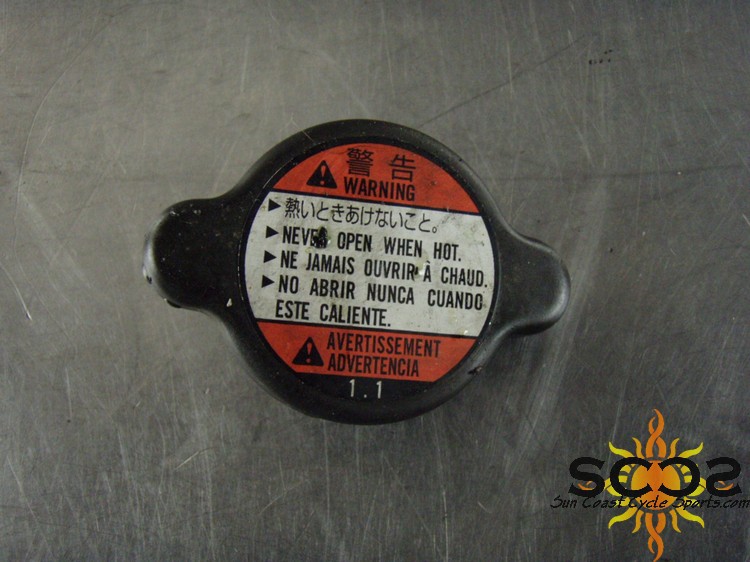 警告
WARNING
▶熱いときあけないこと。
▶NEVER OPEN WHEN HOT.
▶NE JAMAIS OUVRIR À CHAUD.
▶NO ABRIR NUNCA CUANDO
ESTE CALIENTE.
AVERTISSEMENT
ADVERTENCIA
1.1
SCCS
Sun Coast Cycle Sports.com